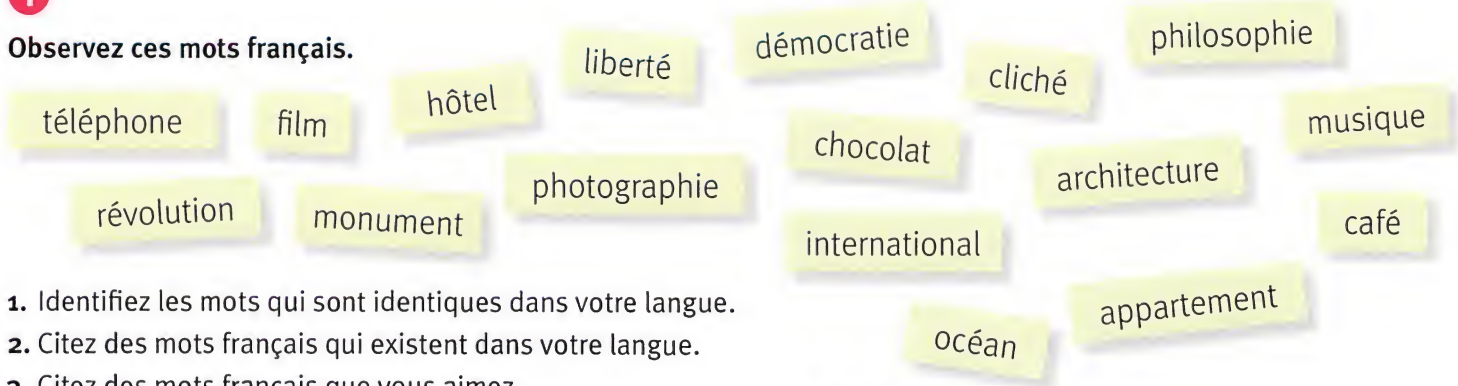 1
Observez ces mots français.
liberté
démocratie
cliché
philosophie
téléphone
film
hôtel
chocolat
musique
révolution
monument
photographie
architecture
international
café
océan
appartement
1. Identifiez les mots qui sont identiques dans votre langue.
2. Citez des mots français qui existent dans votre langue.
3. Citez des mots français que vous aimez.